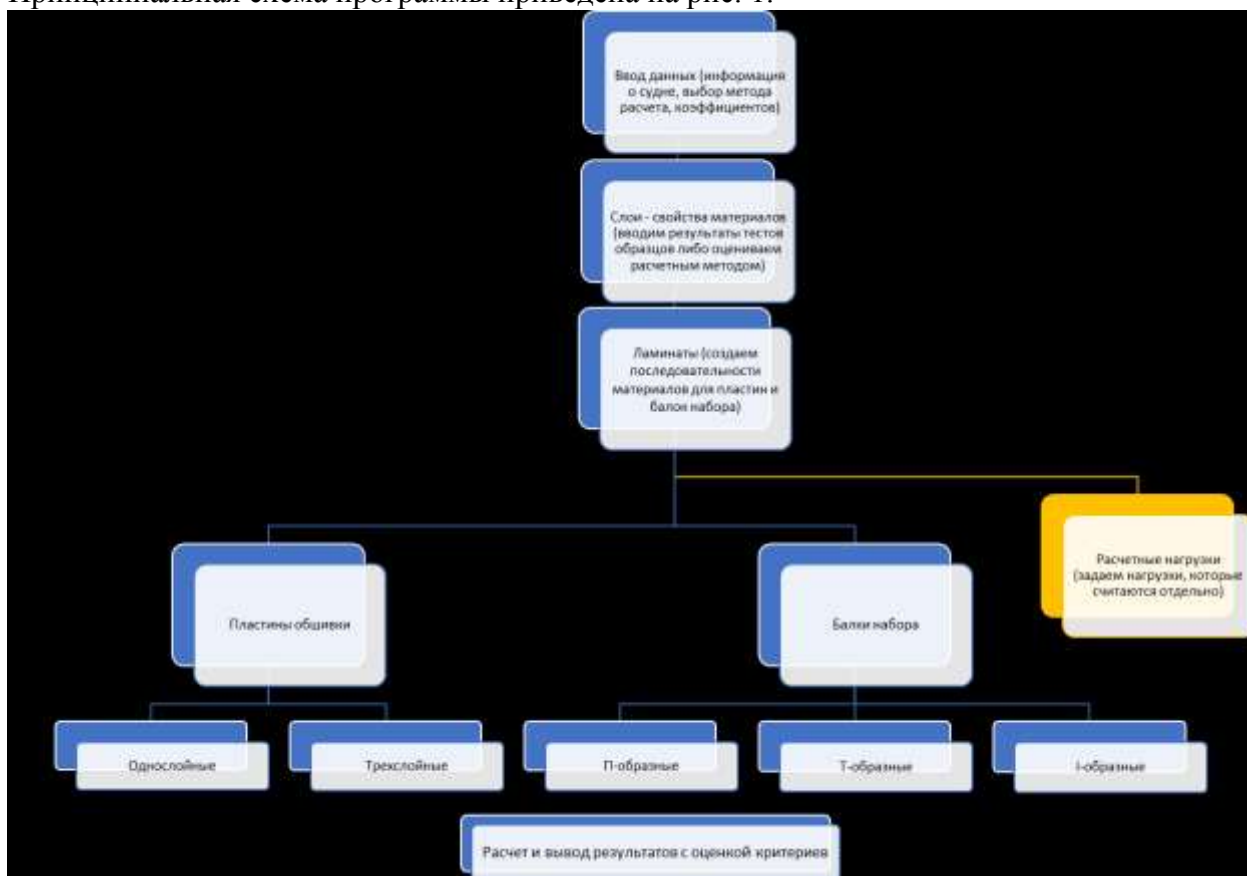 Принципиальная схема программы приведена на рис. 1.
Ввод данных (информация
о судне, выбор метода
расчета, коэффициентов)
Слои - свойства материалов
(вводим результаты тестов
образцов либо оцениваем
расчетным методом)
Ламинаты (создаем
последовательности
материалов для пластин и
балок набора)
Расчетные нагрузки
(задаем нагрузки, которые
считаются отдельно)
Пластины обшивки
Балки набора
Однослойные
Трехслойные
П-образные
Т-образные
I-образные
Расчет и вывод результатов с оценкой критериев